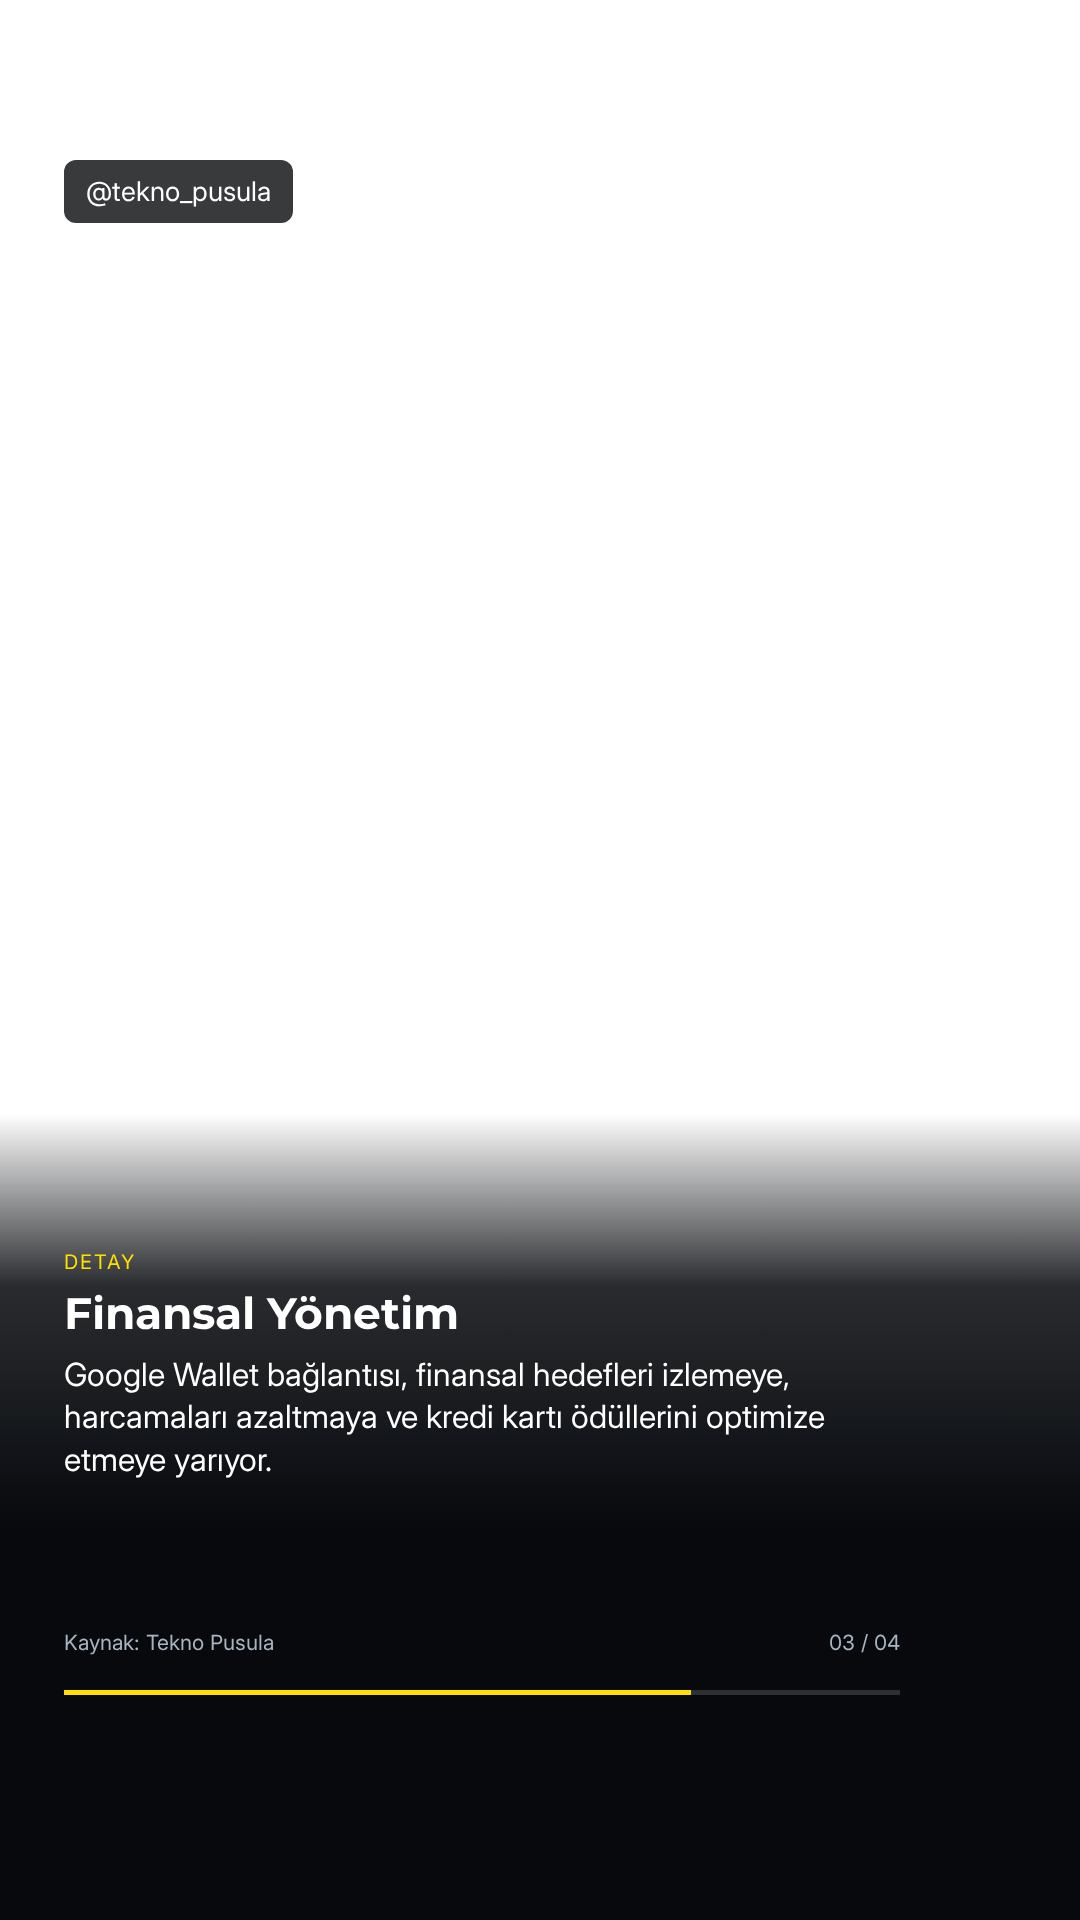 @tekno_pusula
DETAY
Finansal Yönetim
Google Wallet bağlantısı, finansal hedefleri izlemeye,
harcamaları azaltmaya ve kredi kartı ödüllerini optimize
etmeye yarıyor.
Kaynak: Tekno Pusula
03 / 04